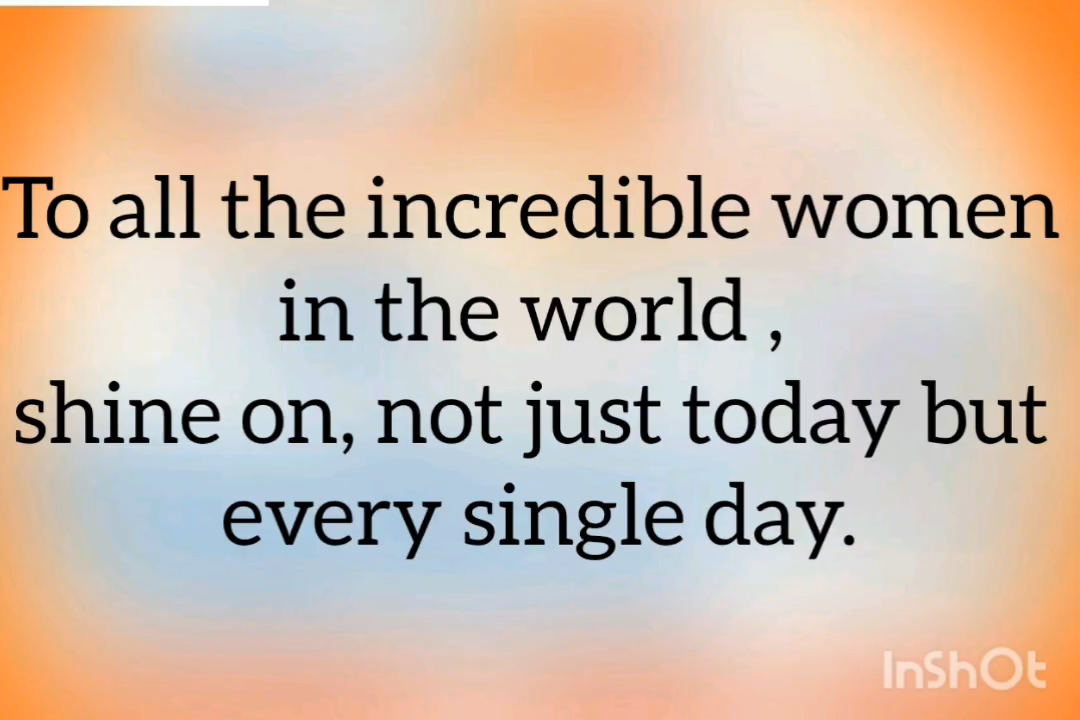 To all the incredible women
in the world ,
shine on, not just today but
every single day.
InShOt